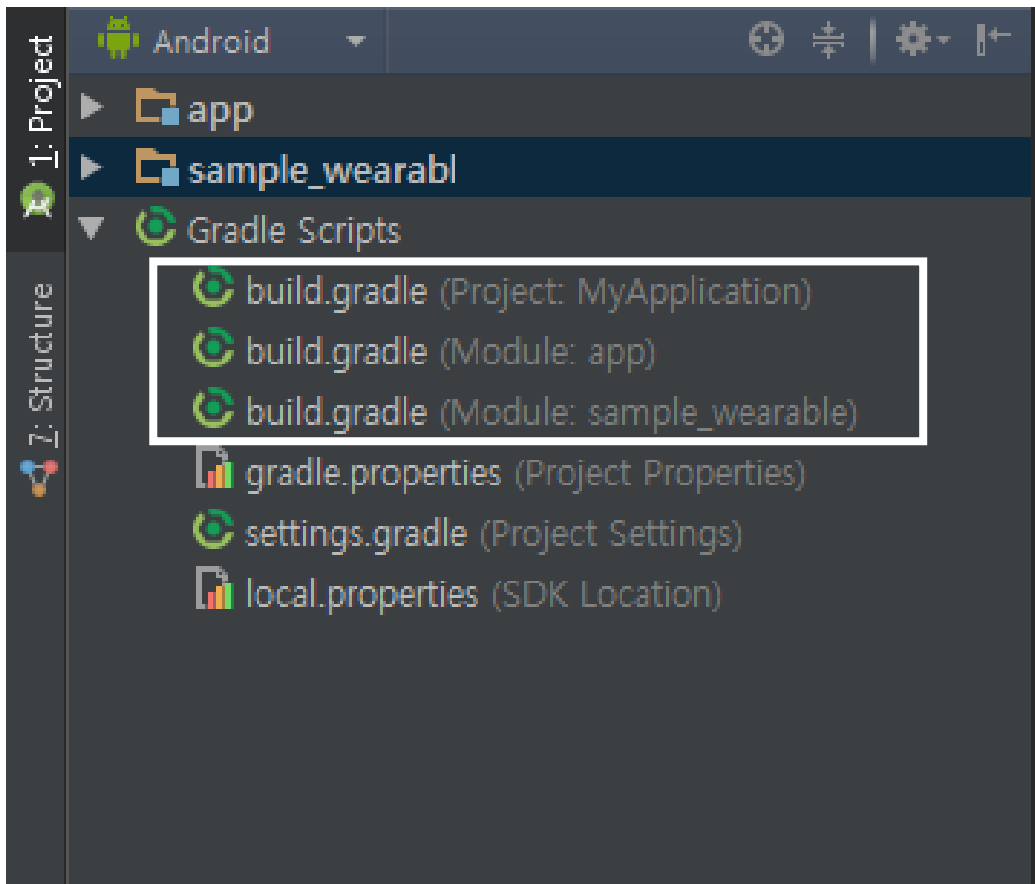 1: Project
7: Structure
Android
app
sample_wearabl
Gradle Scripts
build.gradle (Project: MyApplication)
build.gradle (Module: app)
build.gradle (Module: sample_wearable)
gradle.properties (Project Properties)
settings.gradle (Project Settings)
local.properties (SDK Location)